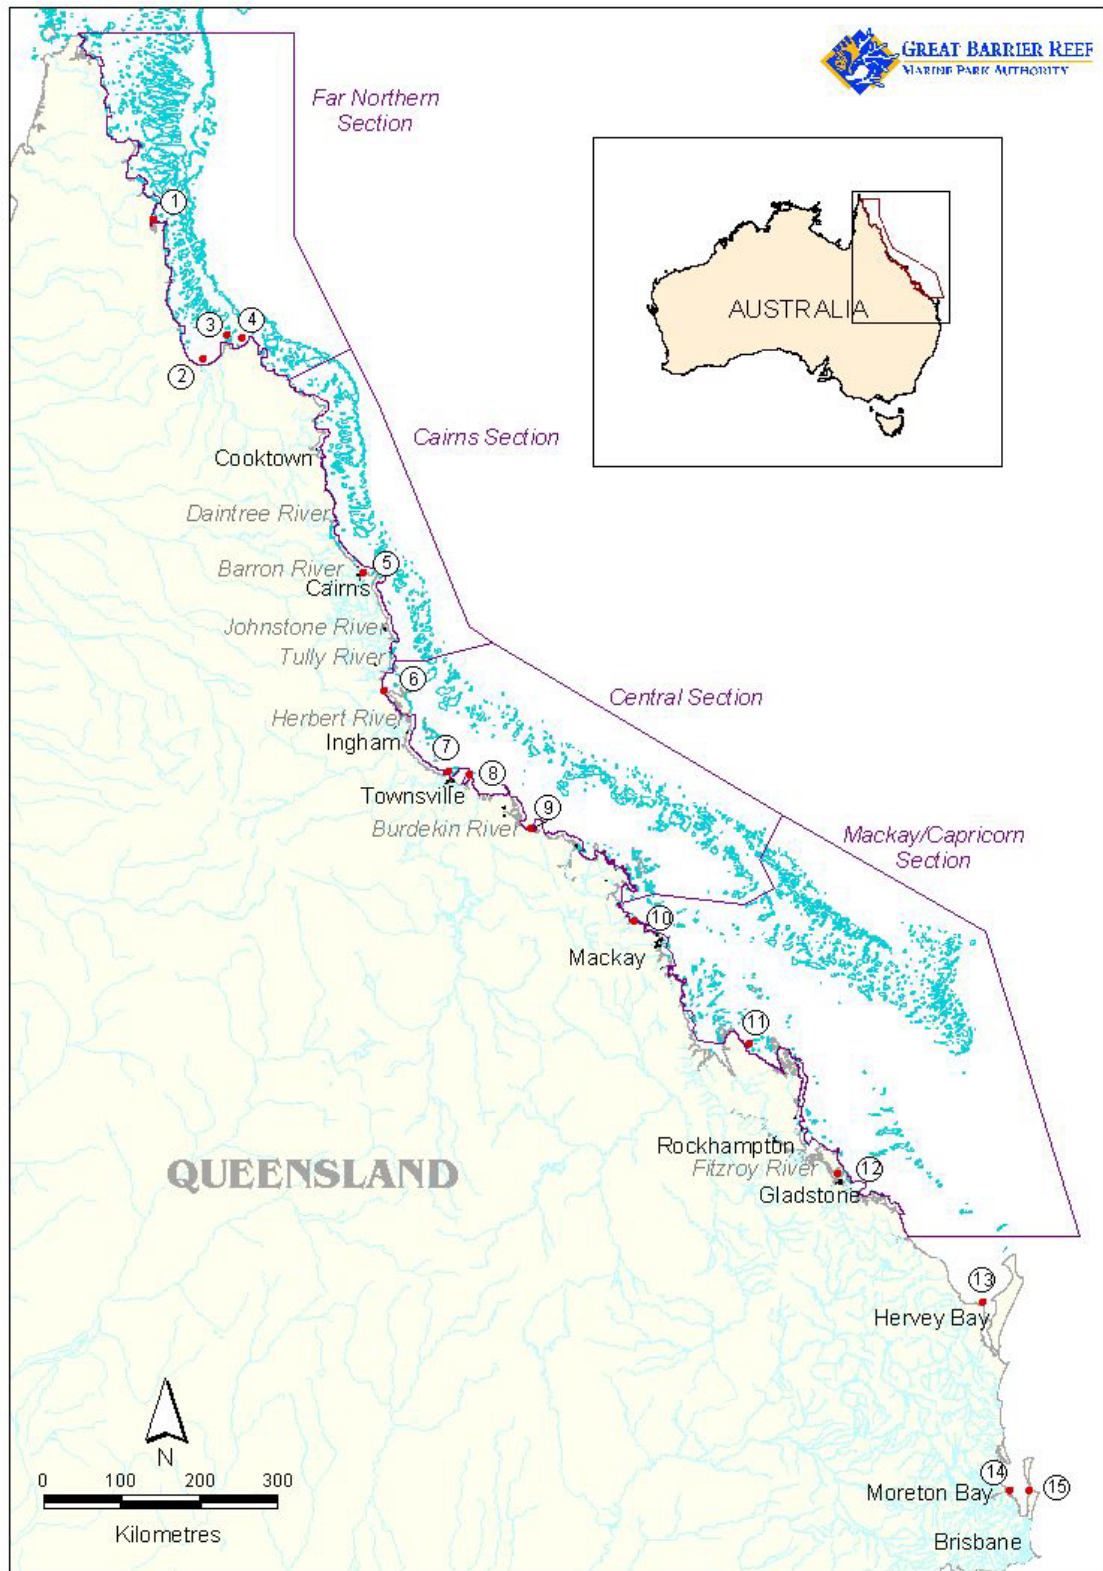 GREAT BARRIER REEF
MARINE PARK AUTHORITY
Far Northern
Section
AUSTRALIA
1
3
4
2
Cairns Section
Cooktown
Daintree River
Barron River
5
Cairns
Johnstone River
Tully River
6
Central Section
Herbert River
Ingham
7
8
Townsville
9
Burdekin River
Mackay/Capricorn
Section
10
Mackay
11
Rockhampton
Fitzroy River
12
Gladstone
QUEENSLAND
13
Hervey Bay
N
0 100 200 300
Kilometres
14
Moreton Bay
15
Brisbane